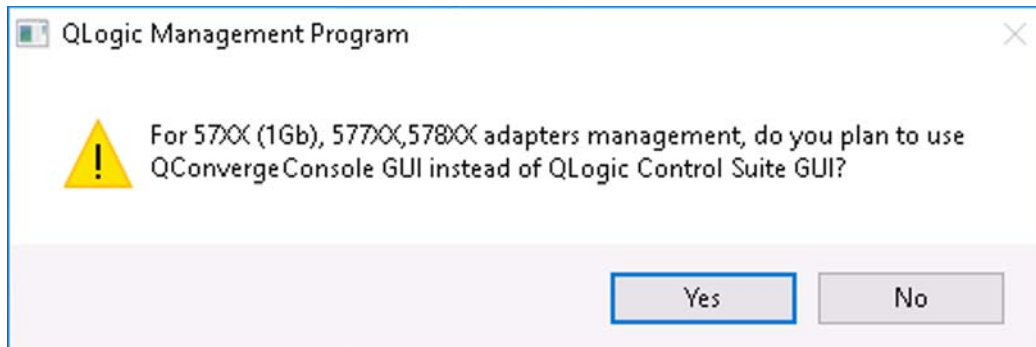 QLogic Management Program
For 57XX (1Gb), 577XX,578XX adapters management, do you plan to use
QConvergeConsole GUI instead of QLogic Control Suite GUI?
Yes
No